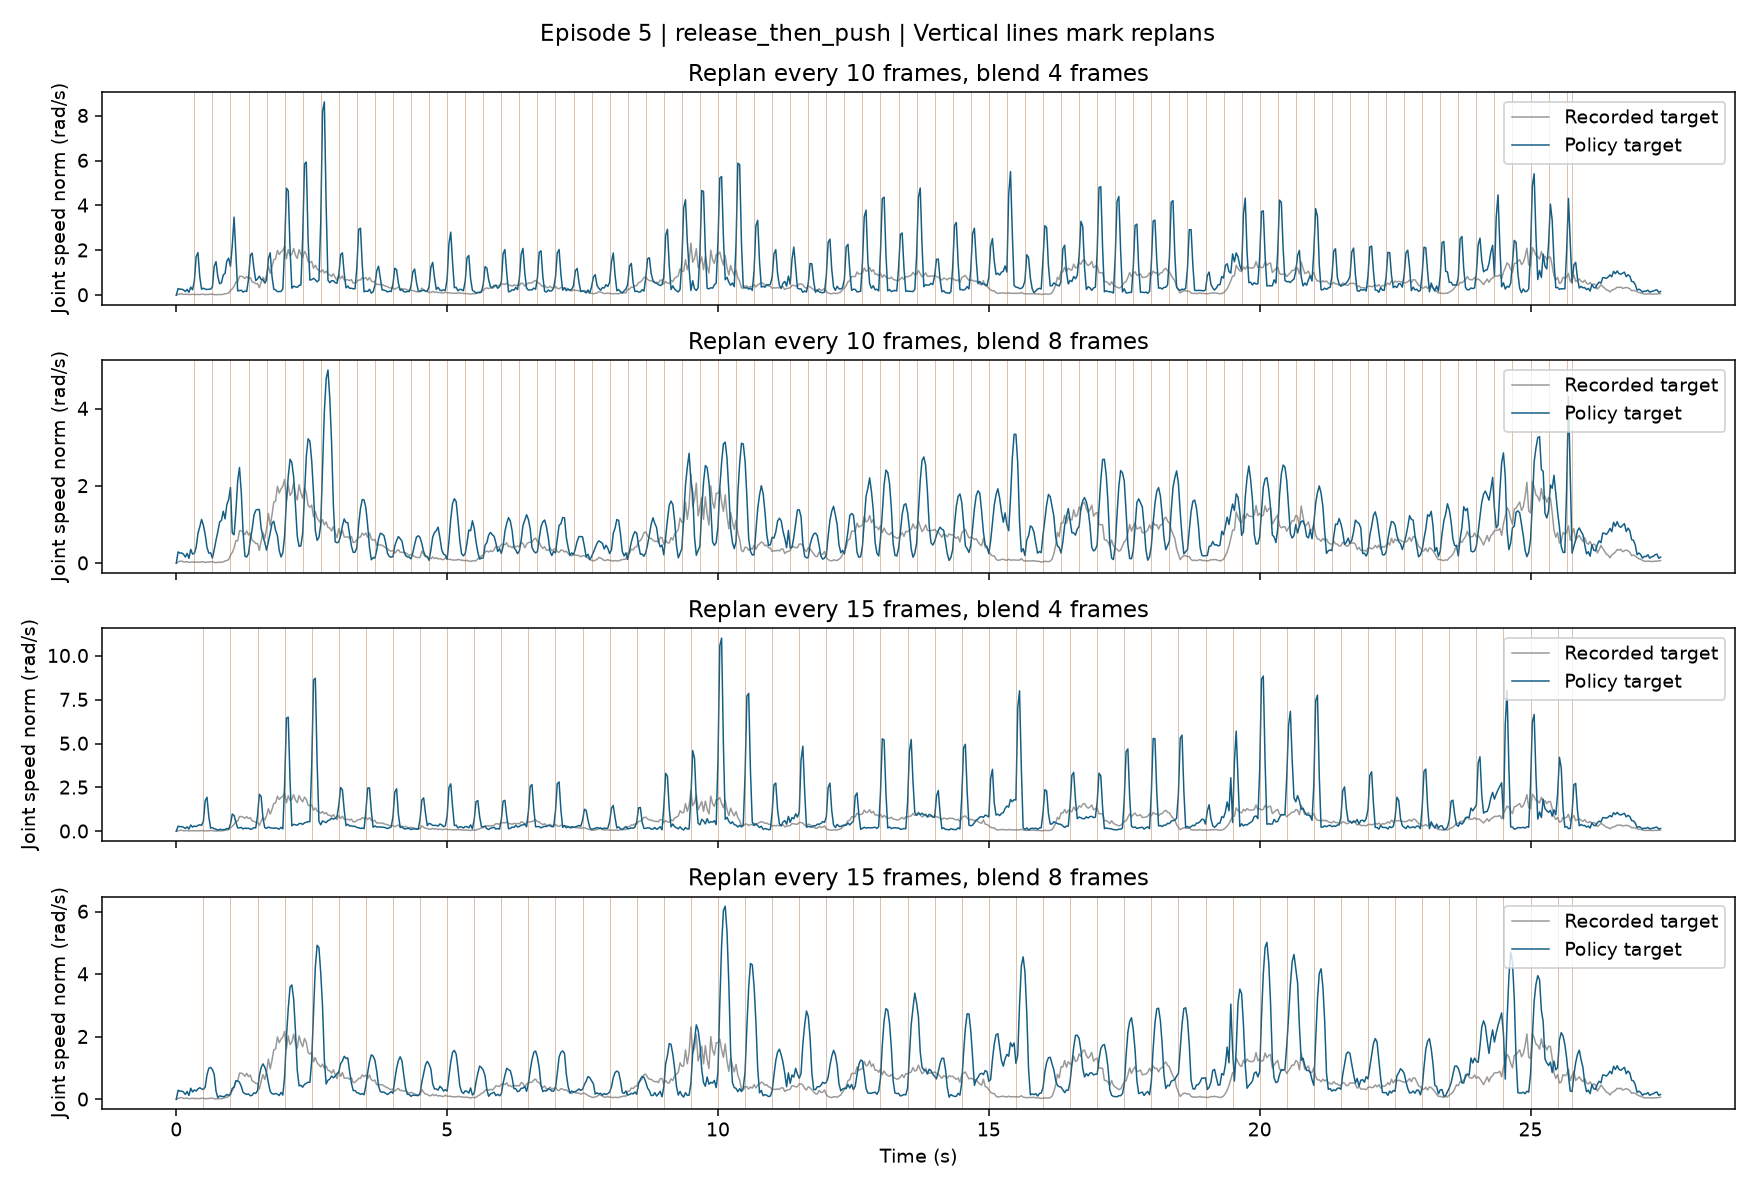 Episode 5 | release_then_push | Vertical lines mark replans
Replan every 10 frames, blend 4 frames
Joint speed norm (rad/s)
8
6
4
2
0
Recorded target
Policy target
Replan every 10 frames, blend 8 frames
Joint speed norm (rad/s)
4
2
0
Recorded target
Policy target
Replan every 15 frames, blend 4 frames
Joint speed norm (rad/s)
10.0
7.5
5.0
2.5
0.0
Recorded target
Policy target
Replan every 15 frames, blend 8 frames
Joint speed norm (rad/s)
6
4
2
0
Recorded target
Policy target
0 5 10 15 20 25
Time (s)